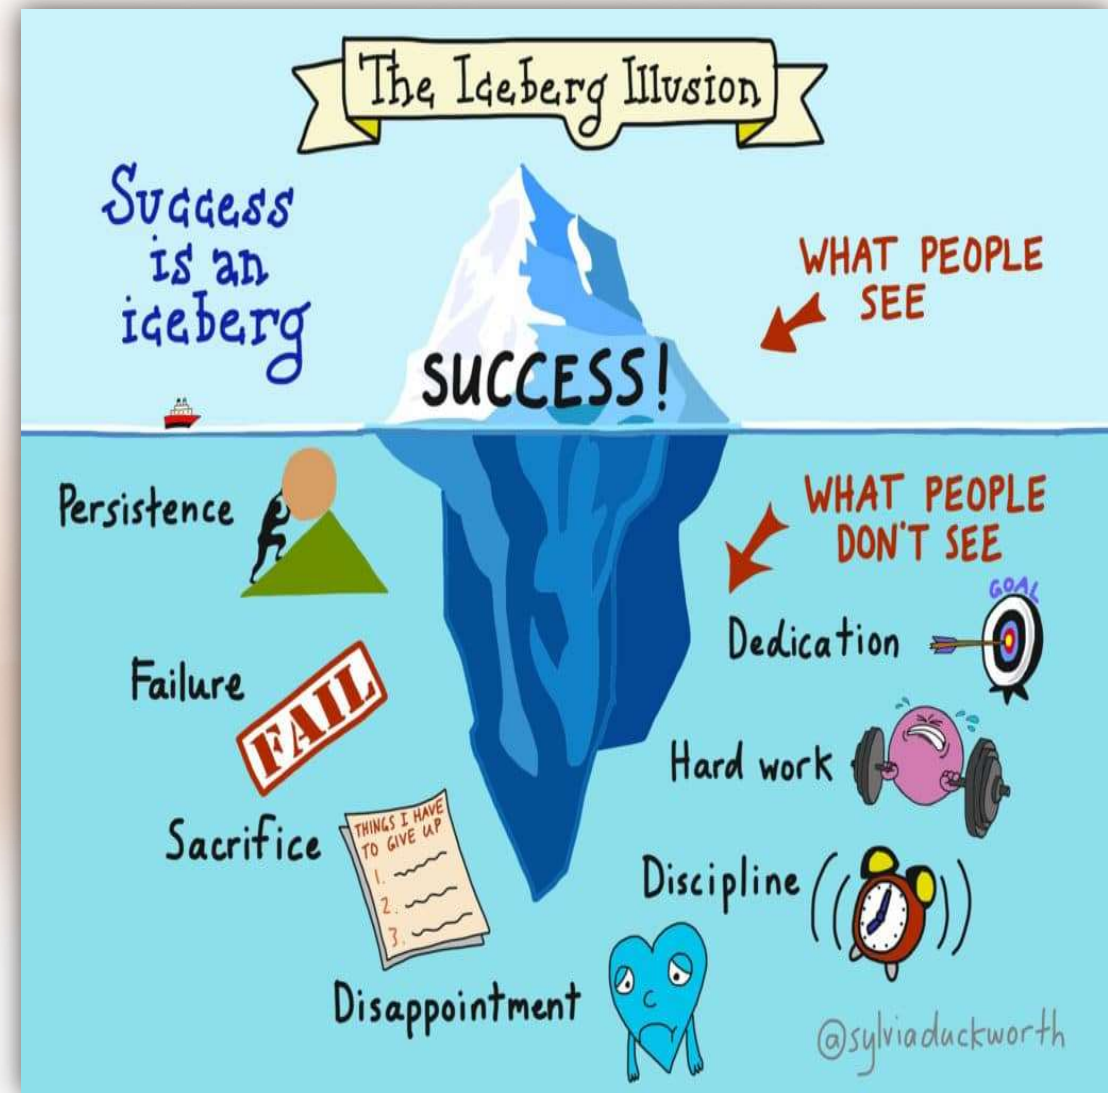 The Iceberg Illusion
Success
is an
iceberg
WHAT PEOPLE
SEE
SUCCESS!
WHAT PEOPLE
DON'T SEE
Persistence
GOAL
Dedication
Failure
FAIL
Hard work
Sacrifice
THINGS I HAVE
TO GIVE UP
1.
2.
3.
Discipline
Disappointment
@sylviaduckworth